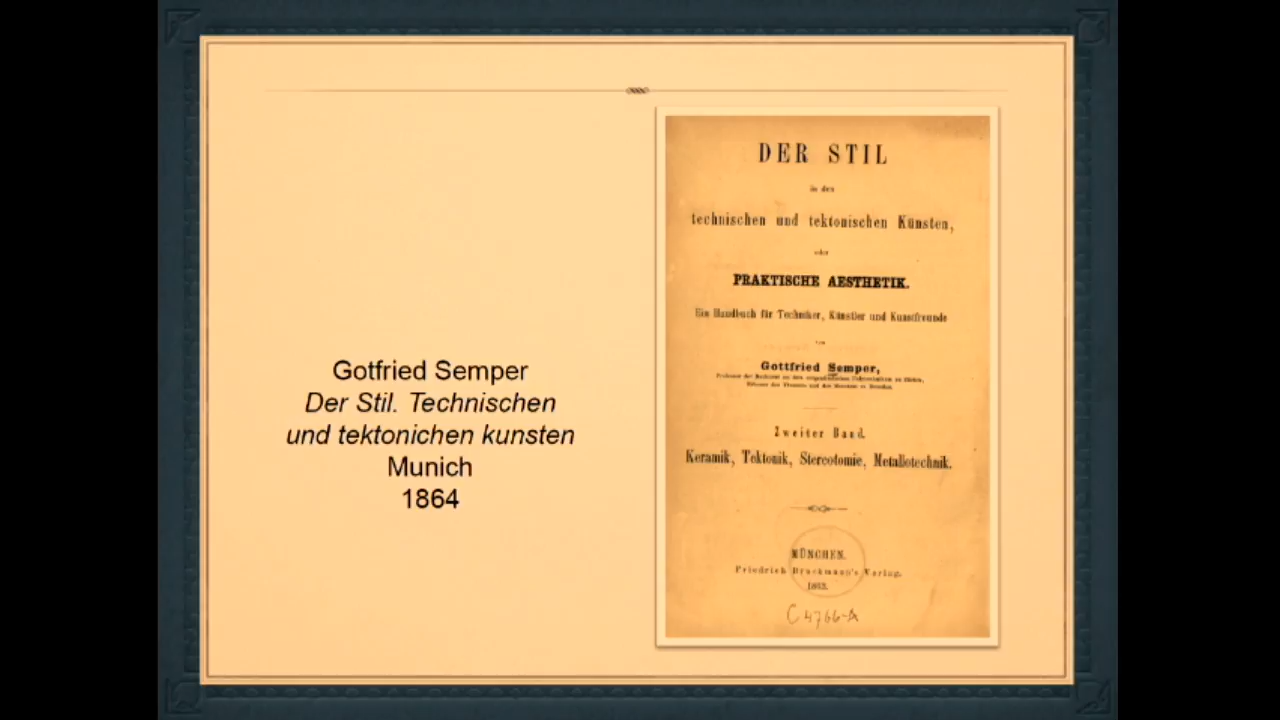 Gotfried Semper
Der Stil. Technischen
und tektonichen kunsten
Munich
1864
DER STIL
in den
technischen und tektonischen Künsten,
oder
PRAKTISCHE AESTHETIK.
Ein Handbuch für Techniker, Künstler und Kunstfreunde
von
Gottfried Semper,
Zweiter Band.
Keramik, Tektonik, Stereotomie, Metallotechnik.
MÜNCHEN.
Friedrich Bruckmann's Verlag.
1863.
C 4766-A